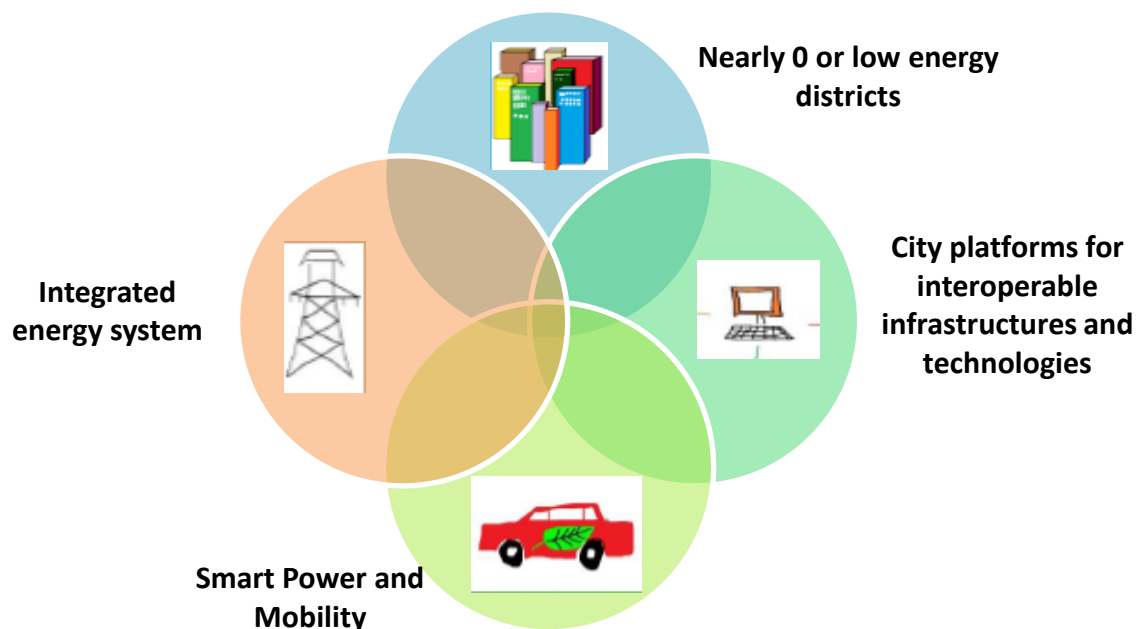 Nearly 0 or low energy
districts
City platforms for
interoperable
infrastructures and
technologies
Integrated
energy system
Smart Power and
Mobility